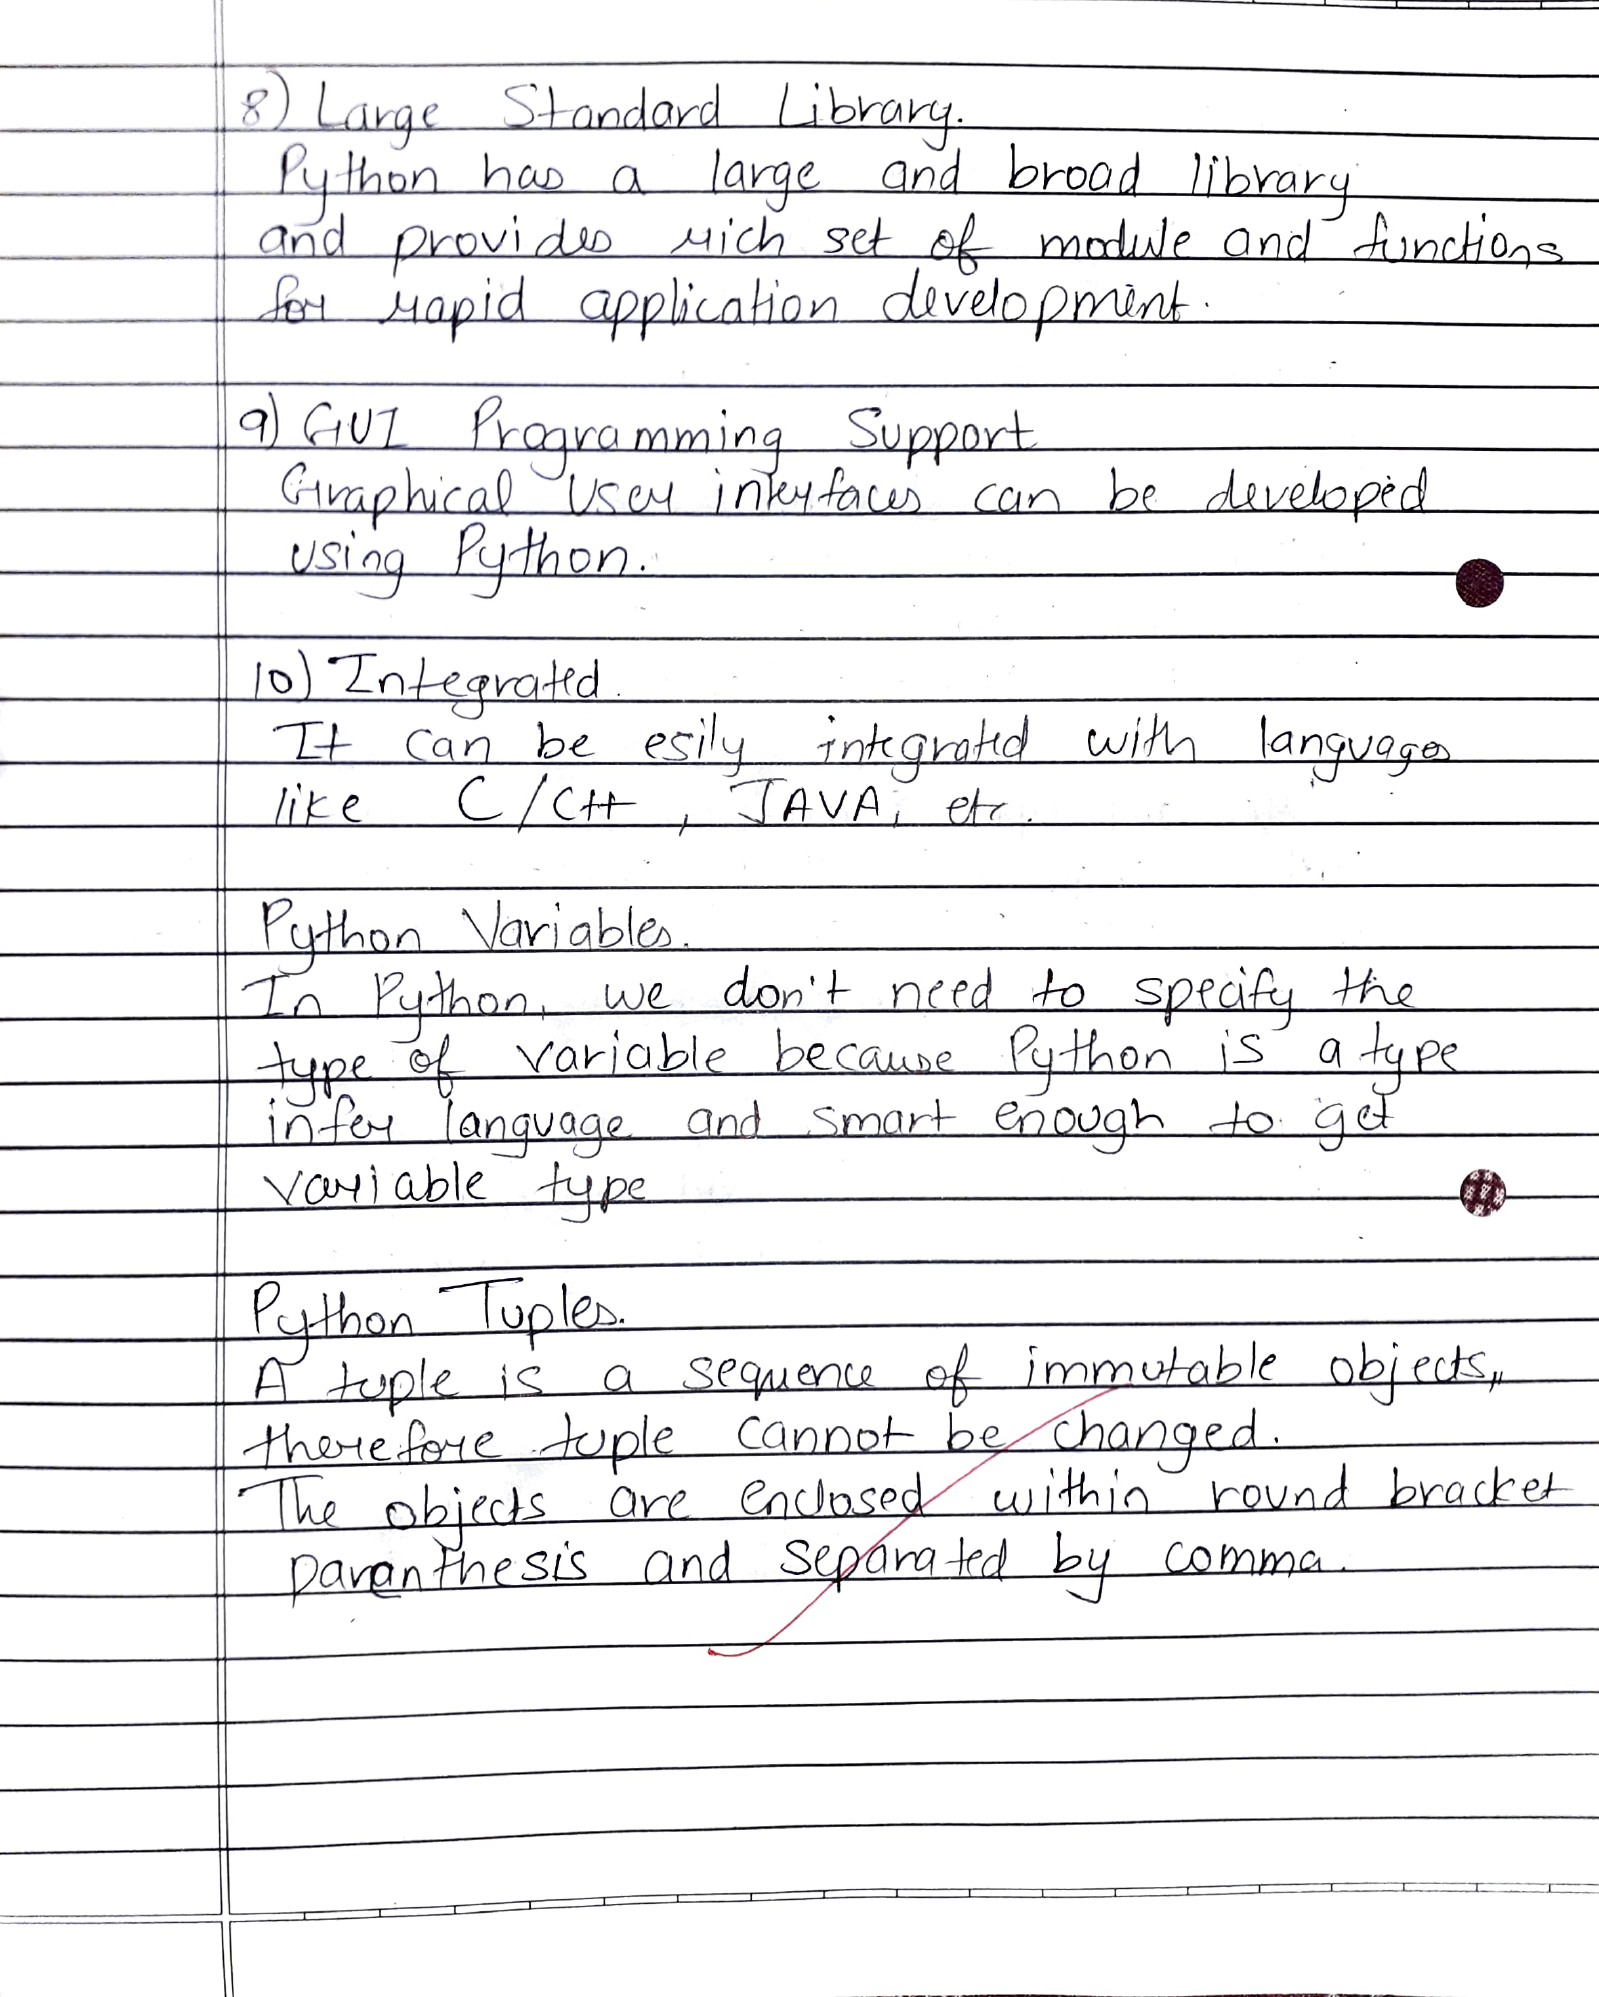 8) Large Standard Library.
Python has a large and broad library
and provides rich set of module and functions
for rapid application development.
9) GUI Programming Support
Graphical User interfaces can be developed
using Python.
10) Integrated.
It can be esily integrated with languages
like C/C++, JAVA, etc.
Python Variables.
In Python, we don't need to specify the
type of variable because Python is a type
infer language and smart enough to get
variable type
Python Tuples.
A tuple is a sequence of immutable objects,,
therefore tuple cannot be changed.
The objects are enclosed within round bracket
paranthesis and separated by comma.